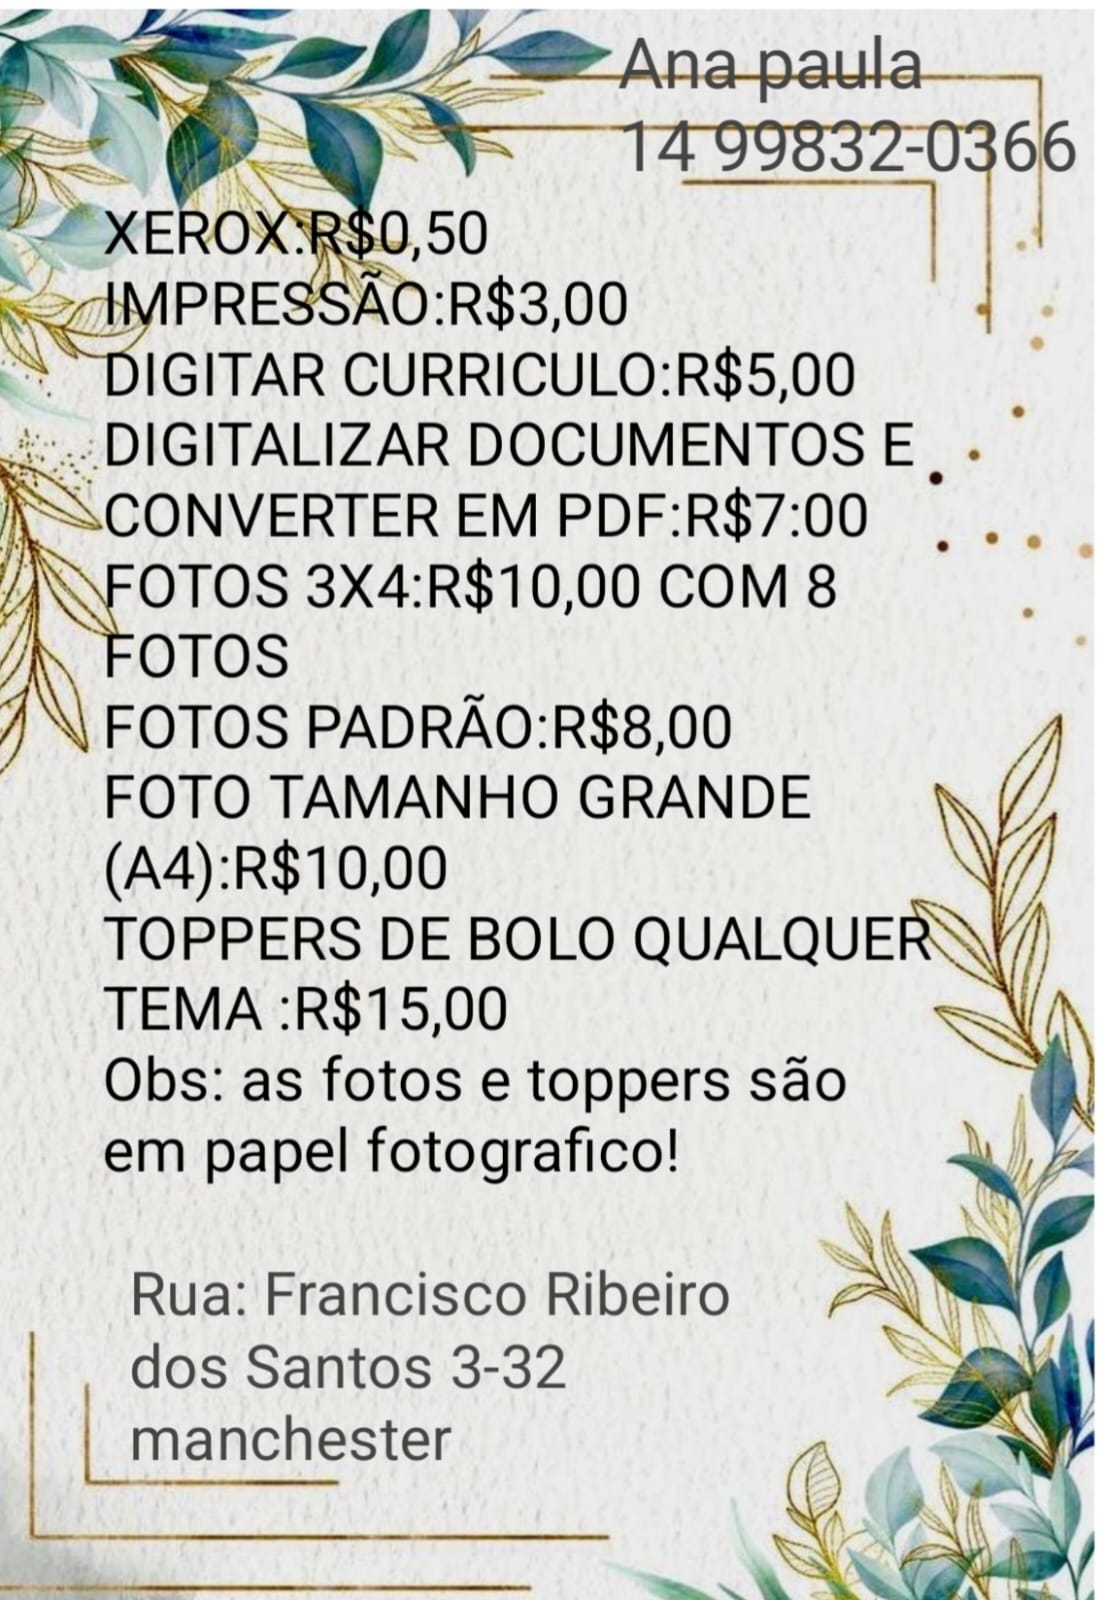 Ana paula
14 99832-0366
XEROX:R$0,50
IMPRESSÃO:R$3,00
DIGITAR CURRICULO:R$5,00
DIGITALIZAR DOCUMENTOS E
CONVERTER EM PDF:R$7:00
FOTOS 3X4:R$10,00 COM 8
FOTOS
FOTOS PADRÃO:R$8,00
FOTO TAMANHO GRANDE
(A4):R$10,00
TOPPERS DE BOLO QUALQUER
TEMA :R$15,00
Obs: as fotos e toppers são
em papel fotografico!
Rua: Francisco Ribeiro
dos Santos 3-32
manchester